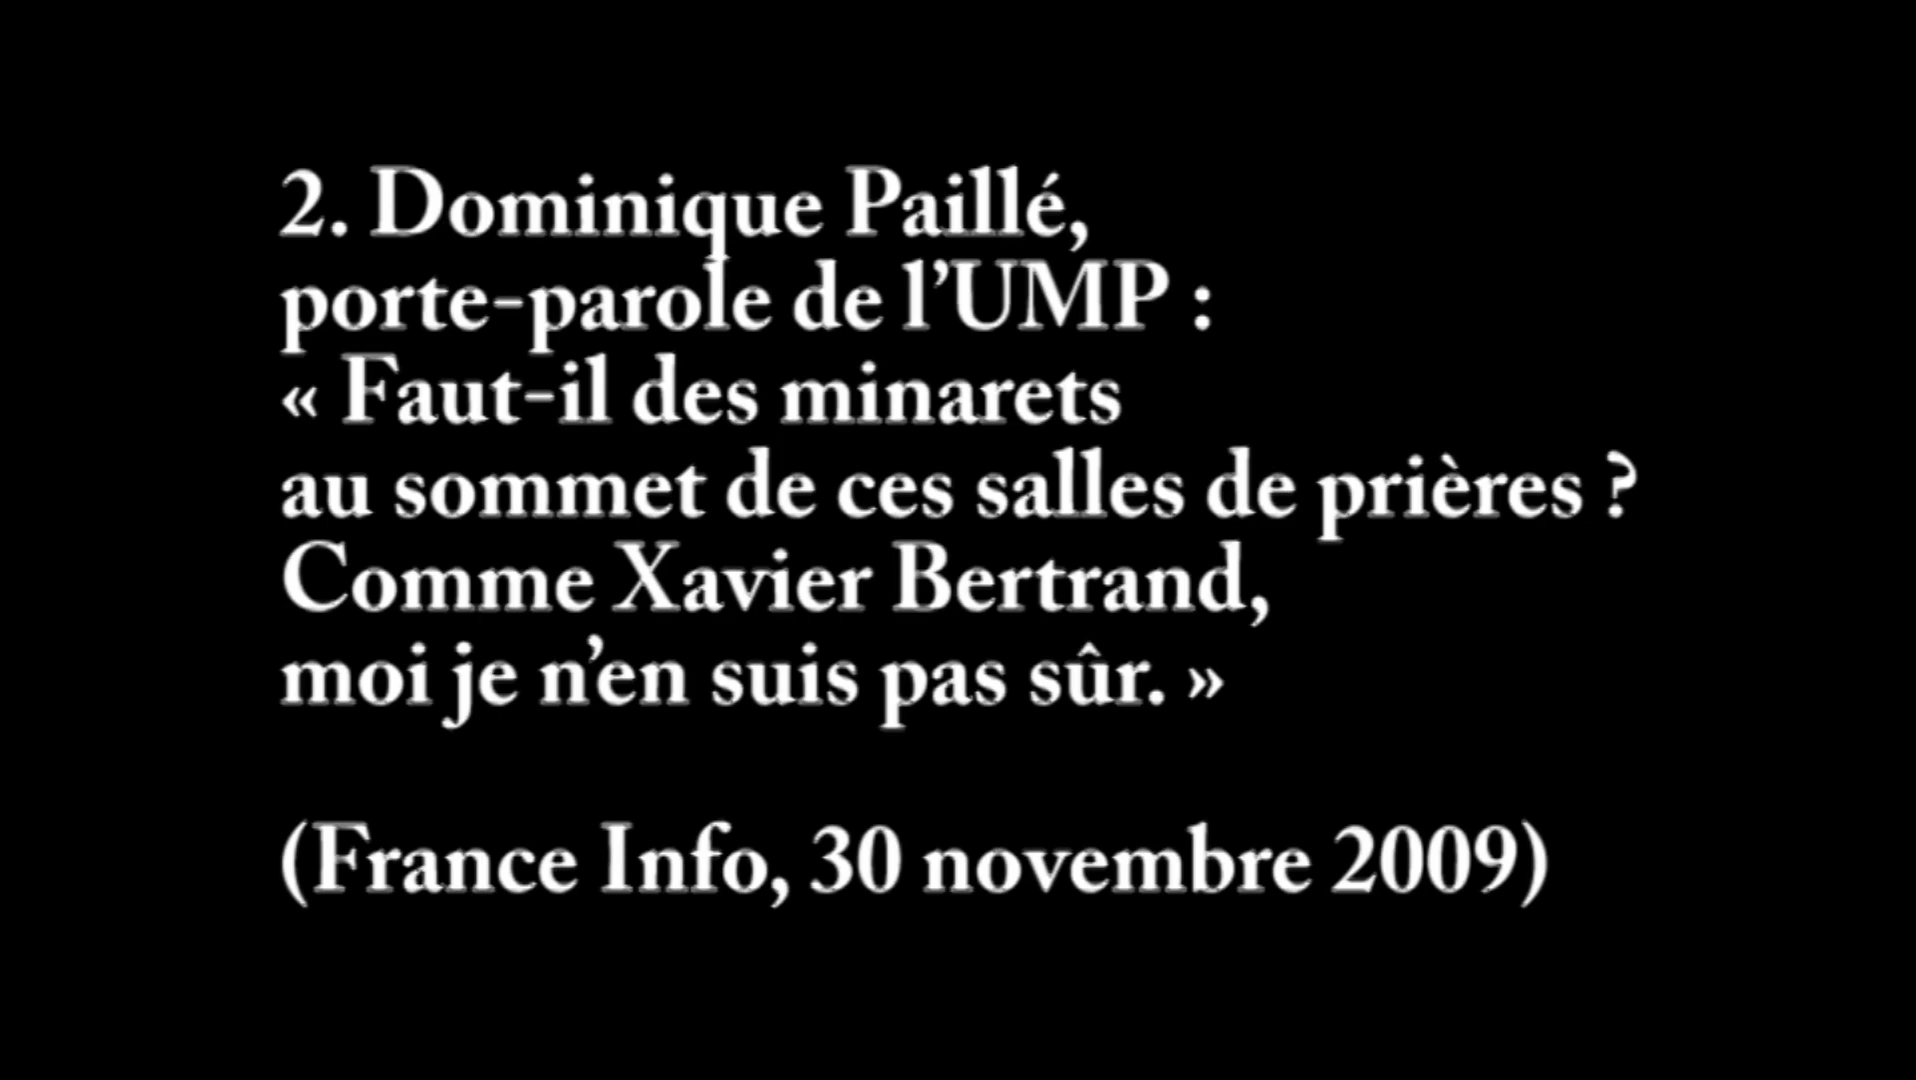 2. Dominique Paillé,
porte-parole de l’UMP :
« Faut-il des minarets
au sommet de ces salles de prières ?
Comme Xavier Bertrand,
moi je n’en suis pas sûr. »
(France Info, 30 novembre 2009)